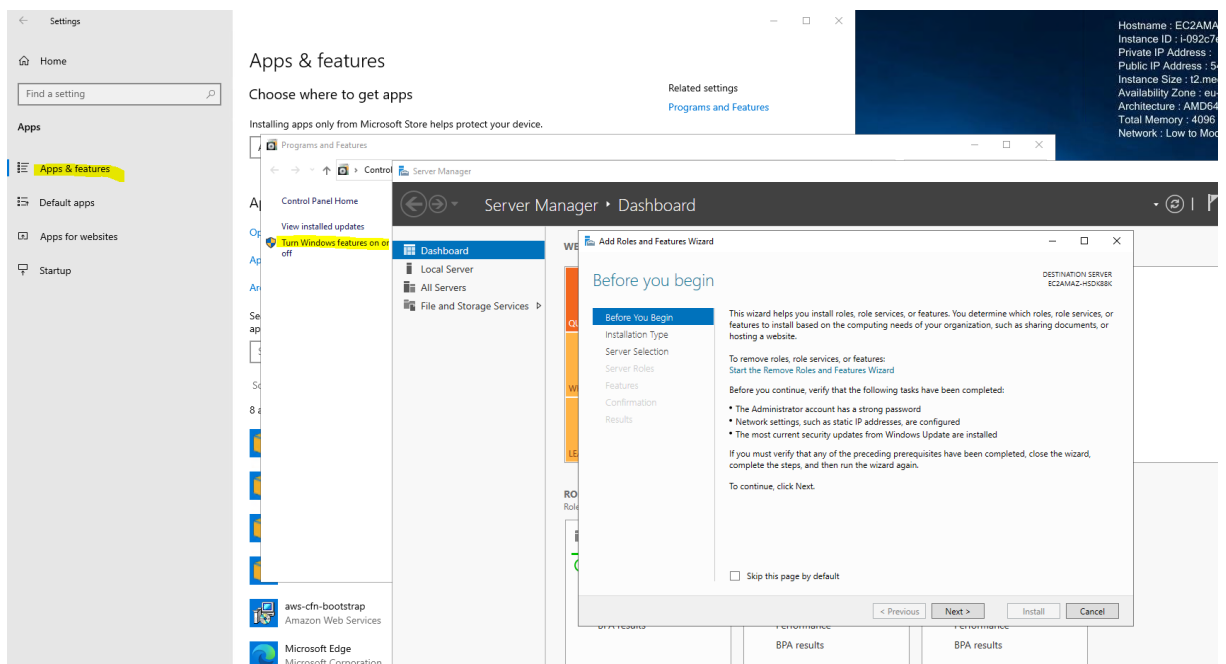 Settings
Home
Find a setting
Apps
Apps & features
Default apps
Apps for websites
Startup
Apps & features
Choose where to get apps
Installing apps only from Microsoft Store helps protect your device.
Related settings
Programs and Features
8
aws-cfn-bootstrap
Amazon Web Services
Microsoft Edge
Microsoft Corporation
Programs and Features
Control
Control Panel Home
View installed updates
Turn Windows features on or
off
Server Manager
Server Manager • Dashboard
Dashboard
Local Server
All Servers
File and Storage Services
BPA results
Performance
BPA results
Performance
BPA results
Add Roles and Features Wizard
Before you begin
DESTINATION SERVER
EC2AMAZ-HSDK88K
Before You Begin
Installation Type
Server Selection
Server Roles
Features
Confirmation
Results
This wizard helps you install roles, role services, or features. You determine which roles, role services, or
features to install based on the computing needs of your organization, such as sharing documents, or
hosting a website.
To remove roles, role services, or features:
Start the Remove Roles and Features Wizard
Before you continue, verify that the following tasks have been completed:
• The Administrator account has a strong password
• Network settings, such as static IP addresses, are configured
• The most current security updates from Windows Update are installed
If you must verify that any of the preceding prerequisites have been completed, close the wizard,
complete the steps, and then run the wizard again.
To continue, click Next.
Skip this page by default
< Previous
Next >
Install
Cancel
Hostname : EC2AMA
Instance ID : i-092c7e
Private IP Address :
Public IP Address : 54
Instance Size : t2.me
Availability Zone : eu-
Architecture : AMD64
Total Memory : 4096
Network : Low to Mod